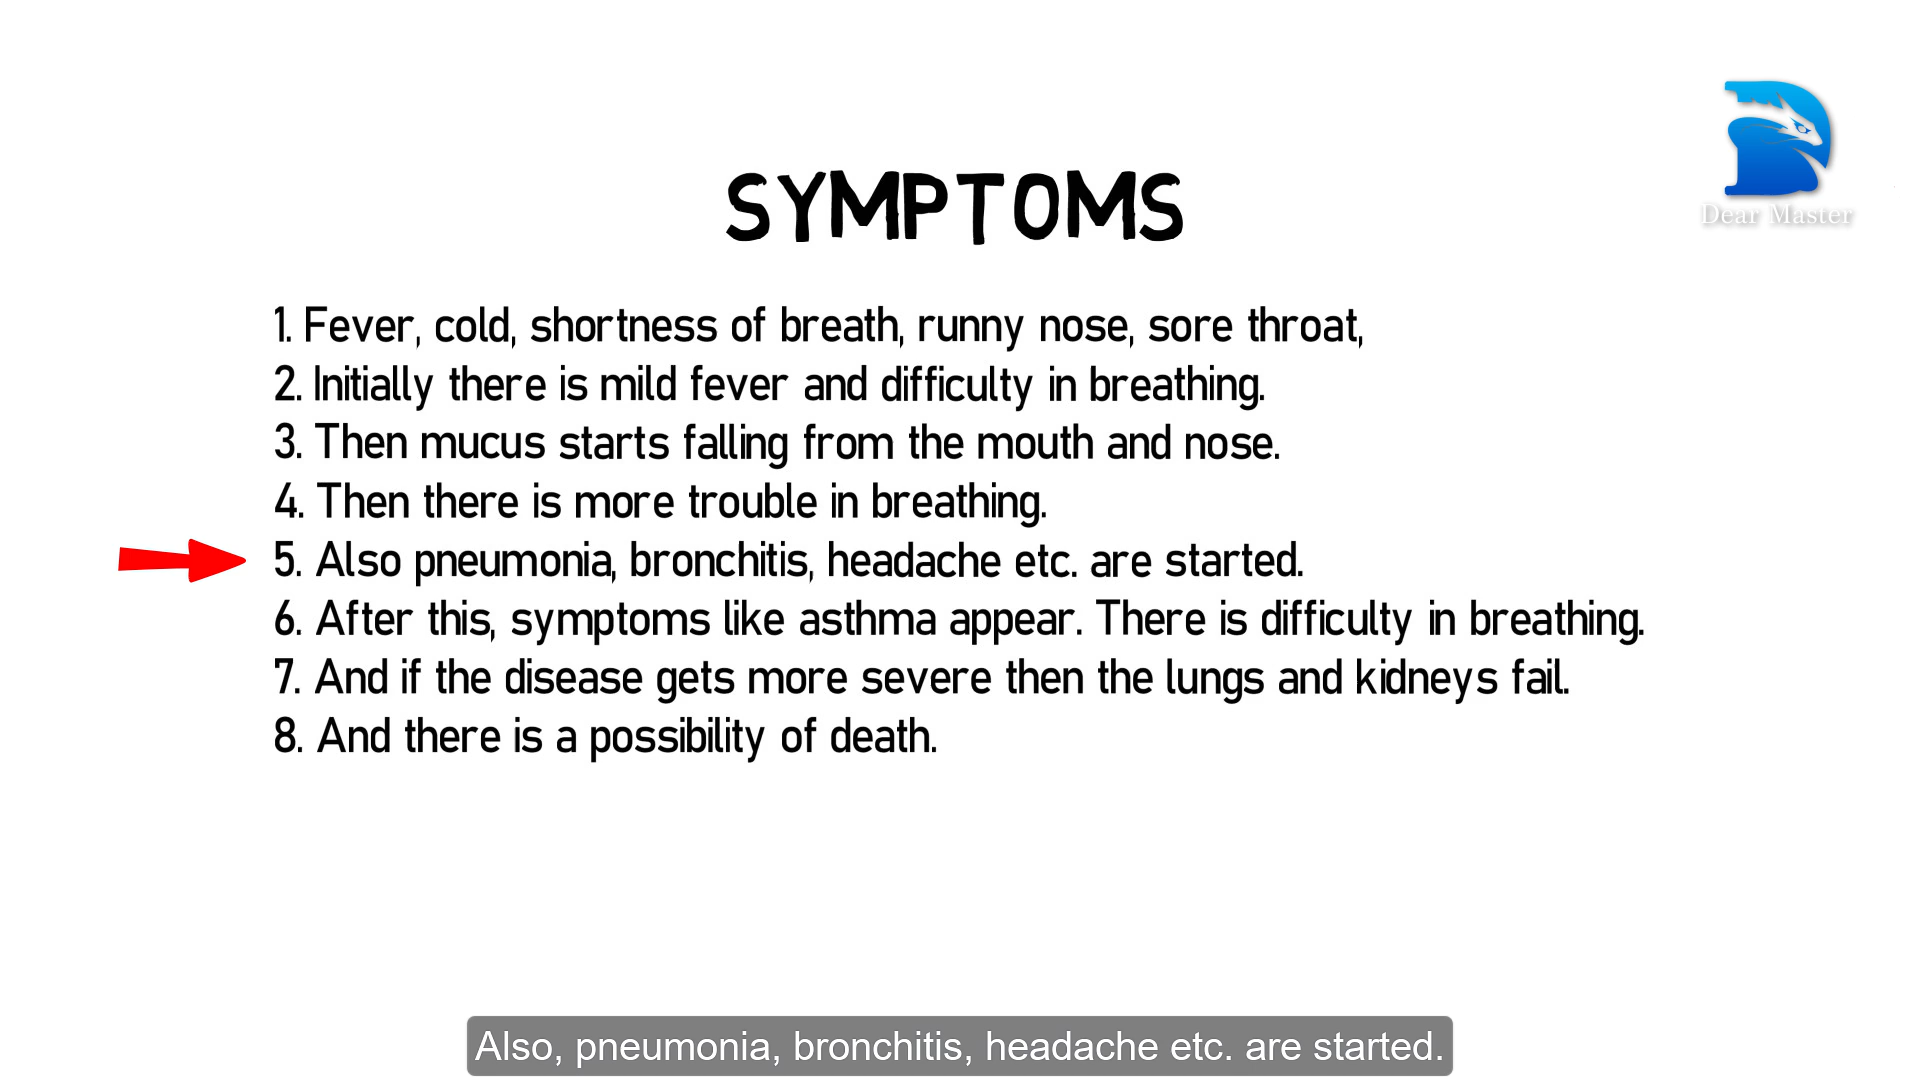 Dear Master
SYMPTOMS
1. Fever, cold, shortness of breath, runny nose, sore throat,
2. Initially there is mild fever and difficulty in breathing.
3. Then mucus starts falling from the mouth and nose.
4. Then there is more trouble in breathing.
5. Also pneumonia, bronchitis, headache etc. are started.
6. After this, symptoms like asthma appear. There is difficulty in breathing.
7. And if the disease gets more severe then the lungs and kidneys fail.
8. And there is a possibility of death.
Also, pneumonia, bronchitis, headache etc. are started.